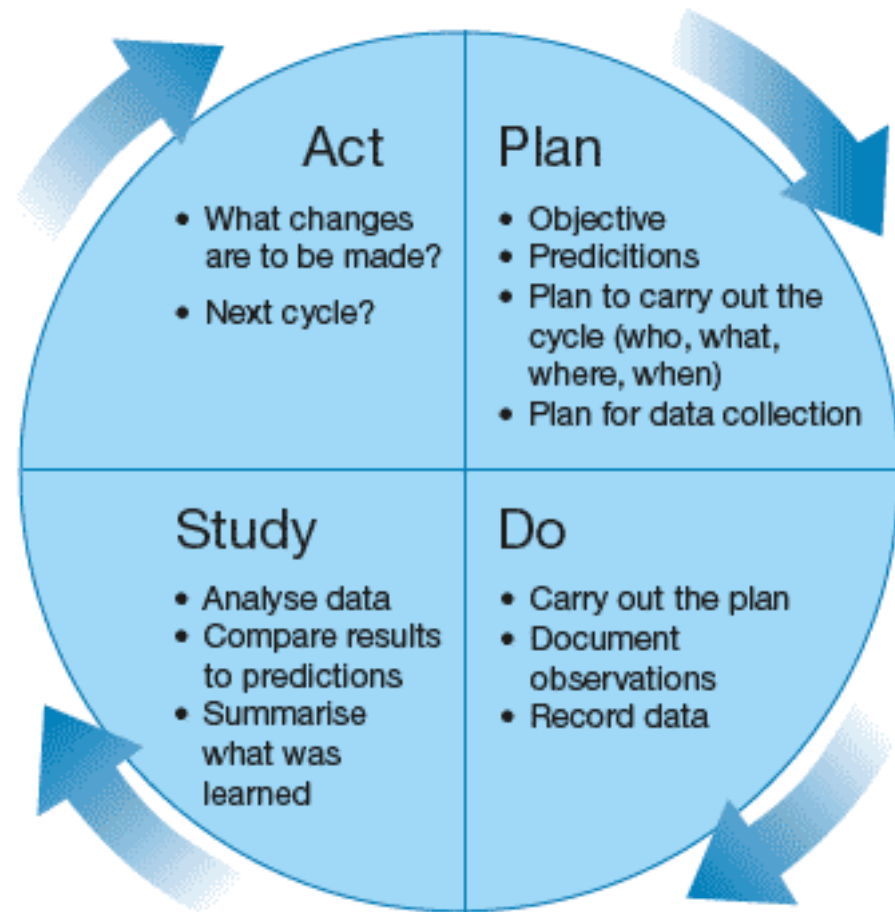 Act
• What changes
are to be made?
• Next cycle?
Plan
• Objective
• Predicitions
• Plan to carry out the
cycle (who, what,
where, when)
• Plan for data collection
Study
• Analyse data
• Compare results
to predictions
• Summarise
what was
learned
Do
• Carry out the plan
• Document
observations
• Record data